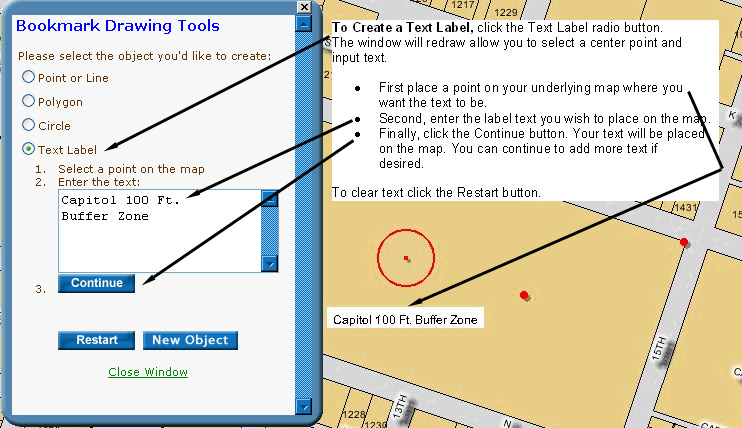 Bookmark Drawing Tools
Please select the object you'd like to create:
Point or Line
Polygon
Circle
Text Label
1. Select a point on the map
2. Enter the text:
Capitol 100 Ft.
Buffer Zone
3. Continue
Restart New Object
Close Window
To Create a Text Label, click the Text Label radio button.
The window will redraw allow you to select a center point and
input text.
• First place a point on your underlying map where you
want the text to be.
• Second, enter the label text you wish to place on the map.
• Finally, click the Continue button. Your text will be placed
on the map. You can continue to add more text if
desired.
To clear text click the Restart button.
1431
K
Capitol 100 Ft. Buffer Zone
15TH
13TH
N
1228
1230